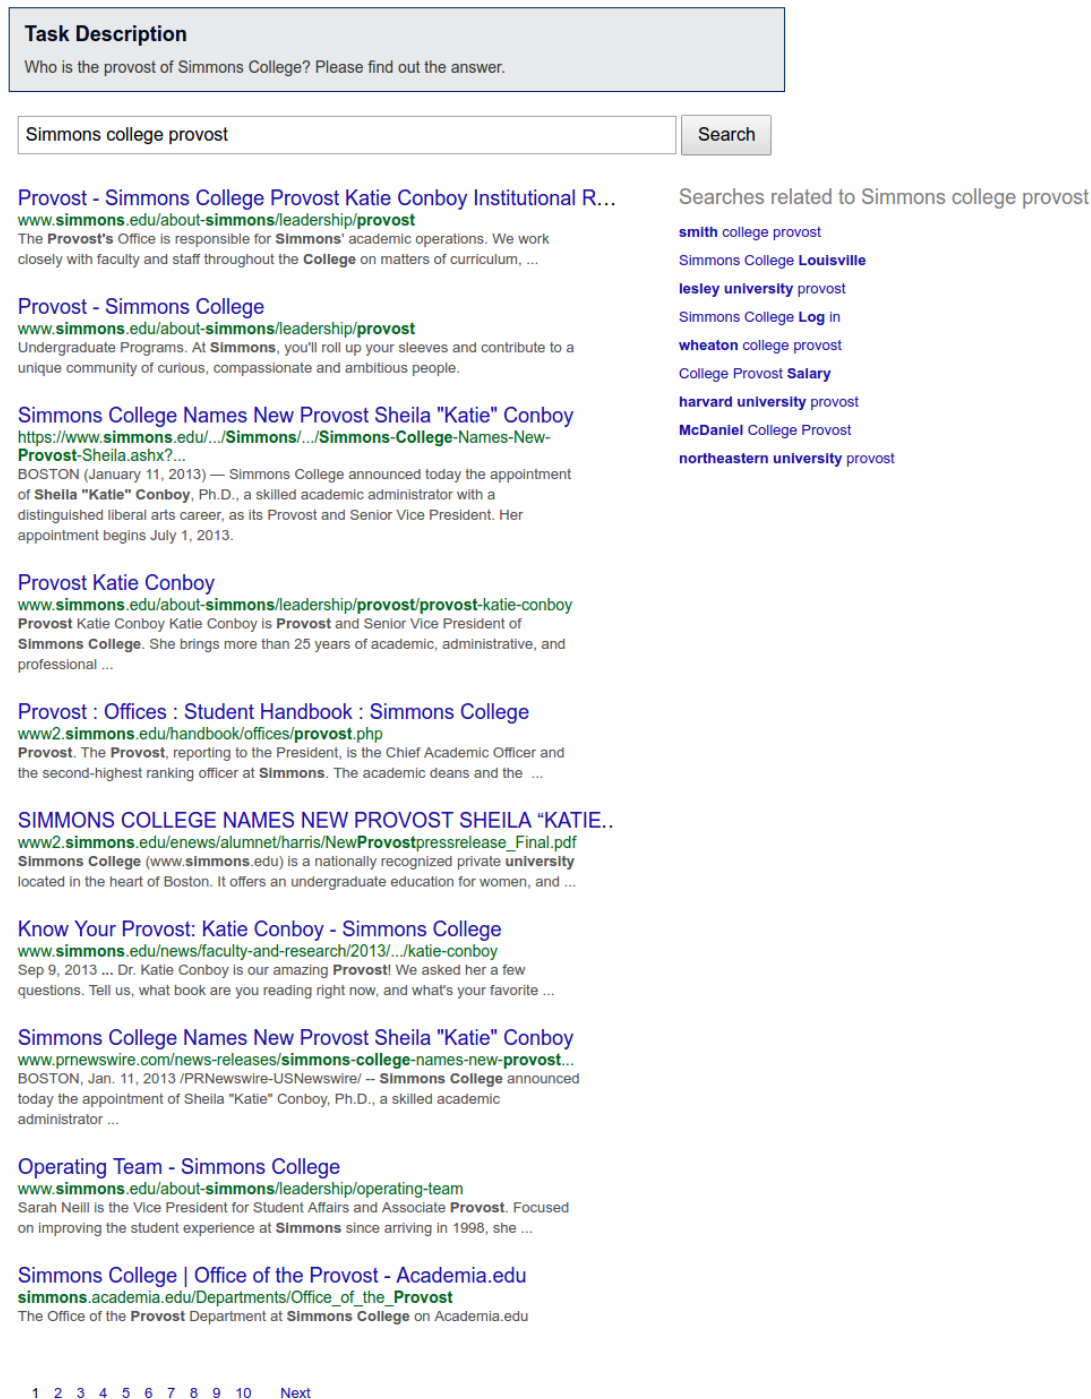 Task Description
Who is the provost of Simmons College? Please find out the answer.
Simmons college provost
Search
Provost - Simmons College Provost Katie Conboy Institutional R...
www.simmons.edu/about-simmons/leadership/provost
The Provost's Office is responsible for Simmons' academic operations. We work
closely with faculty and staff throughout the College on matters of curriculum, ...
Provost - Simmons College
www.simmons.edu/about-simmons/leadership/provost
Undergraduate Programs. At Simmons, you'll roll up your sleeves and contribute to a
unique community of curious, compassionate and ambitious people.
Simmons College Names New Provost Sheila "Katie" Conboy
https://www.simmons.edu/.../Simmons/.../Simmons-College-Names-New-
Provost-Sheila.ashx?...
BOSTON (January 11, 2013) — Simmons College announced today the appointment
of Sheila "Katie" Conboy, Ph.D., a skilled academic administrator with a
distinguished liberal arts career, as its Provost and Senior Vice President. Her
appointment begins July 1, 2013.
Provost Katie Conboy
www.simmons.edu/about-simmons/leadership/provost/provost-katie-conboy
Provost Katie Conboy Katie Conboy is Provost and Senior Vice President of
Simmons College. She brings more than 25 years of academic, administrative, and
professional ...
Provost : Offices : Student Handbook : Simmons College
www2.simmons.edu/handbook/offices/provost.php
Provost. The Provost, reporting to the President, is the Chief Academic Officer and
the second-highest ranking officer at Simmons. The academic deans and the ...
SIMMONS COLLEGE NAMES NEW PROVOST SHEILA “KATIE..
www2.simmons.edu/enews/alumnet/harris/NewProvostpressrelease_Final.pdf
Simmons College (www.simmons.edu) is a nationally recognized private university
located in the heart of Boston. It offers an undergraduate education for women, and ...
Know Your Provost: Katie Conboy - Simmons College
www.simmons.edu/news/faculty-and-research/2013/.../katie-conboy
Sep 9, 2013 ... Dr. Katie Conboy is our amazing Provost! We asked her a few
questions. Tell us, what book are you reading right now, and what's your favorite ...
Simmons College Names New Provost Sheila "Katie" Conboy
www.prnewswire.com/news-releases/simmons-college-names-new-provost...
BOSTON, Jan. 11, 2013 /PRNewswire-USNewswire/ -- Simmons College announced
today the appointment of Sheila "Katie" Conboy, Ph.D., a skilled academic
administrator ...
Operating Team - Simmons College
www.simmons.edu/about-simmons/leadership/operating-team
Sarah Neill is the Vice President for Student Affairs and Associate Provost. Focused
on improving the student experience at Simmons since arriving in 1998, she ...
Simmons College | Office of the Provost - Academia.edu
simmons.academia.edu/Departments/Office_of_the_Provost
The Office of the Provost Department at Simmons College on Academia.edu
1 2 3 4 5 6 7 8 9 10 Next
Searches related to Simmons college provost
smith college provost
Simmons College Louisville
lesley university provost
Simmons College Log in
wheaton college provost
College Provost Salary
harvard university provost
McDaniel College Provost
northeastern university provost